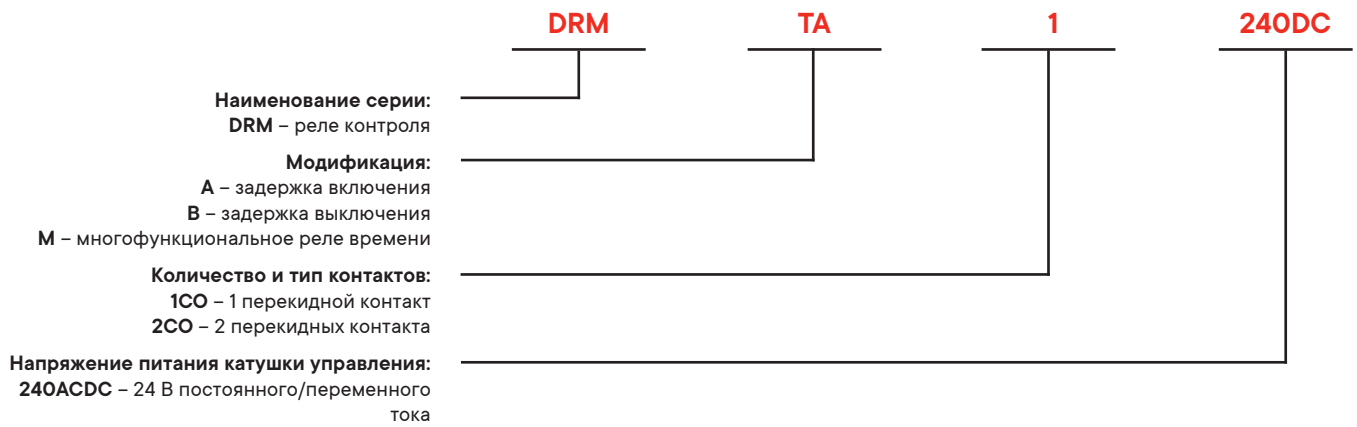 DRM TA 1 240DC
Наименование серии:
DRM – реле контроля
Модификация:
A – задержка включения
B – задержка выключения
M – многофункциональное реле времени
Количество и тип контактов:
1CO – 1 перекидной контакт
2CO – 2 перекидных контакта
Напряжение питания катушки управления:
240ACDC – 24 В постоянного/переменного
тока